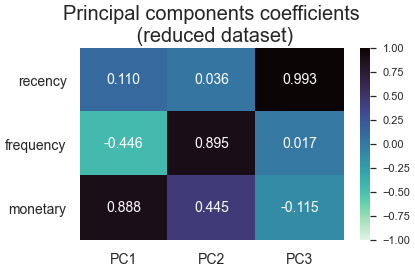 Principal components coefficients
(reduced dataset)
recency 0.110 0.036 0.993
frequency -0.446 0.895 0.017
monetary 0.888 0.445 -0.115
PC1 PC2 PC3
1.00
0.75
0.50
0.25
0.00
−0.25
−0.50
−0.75
−1.00